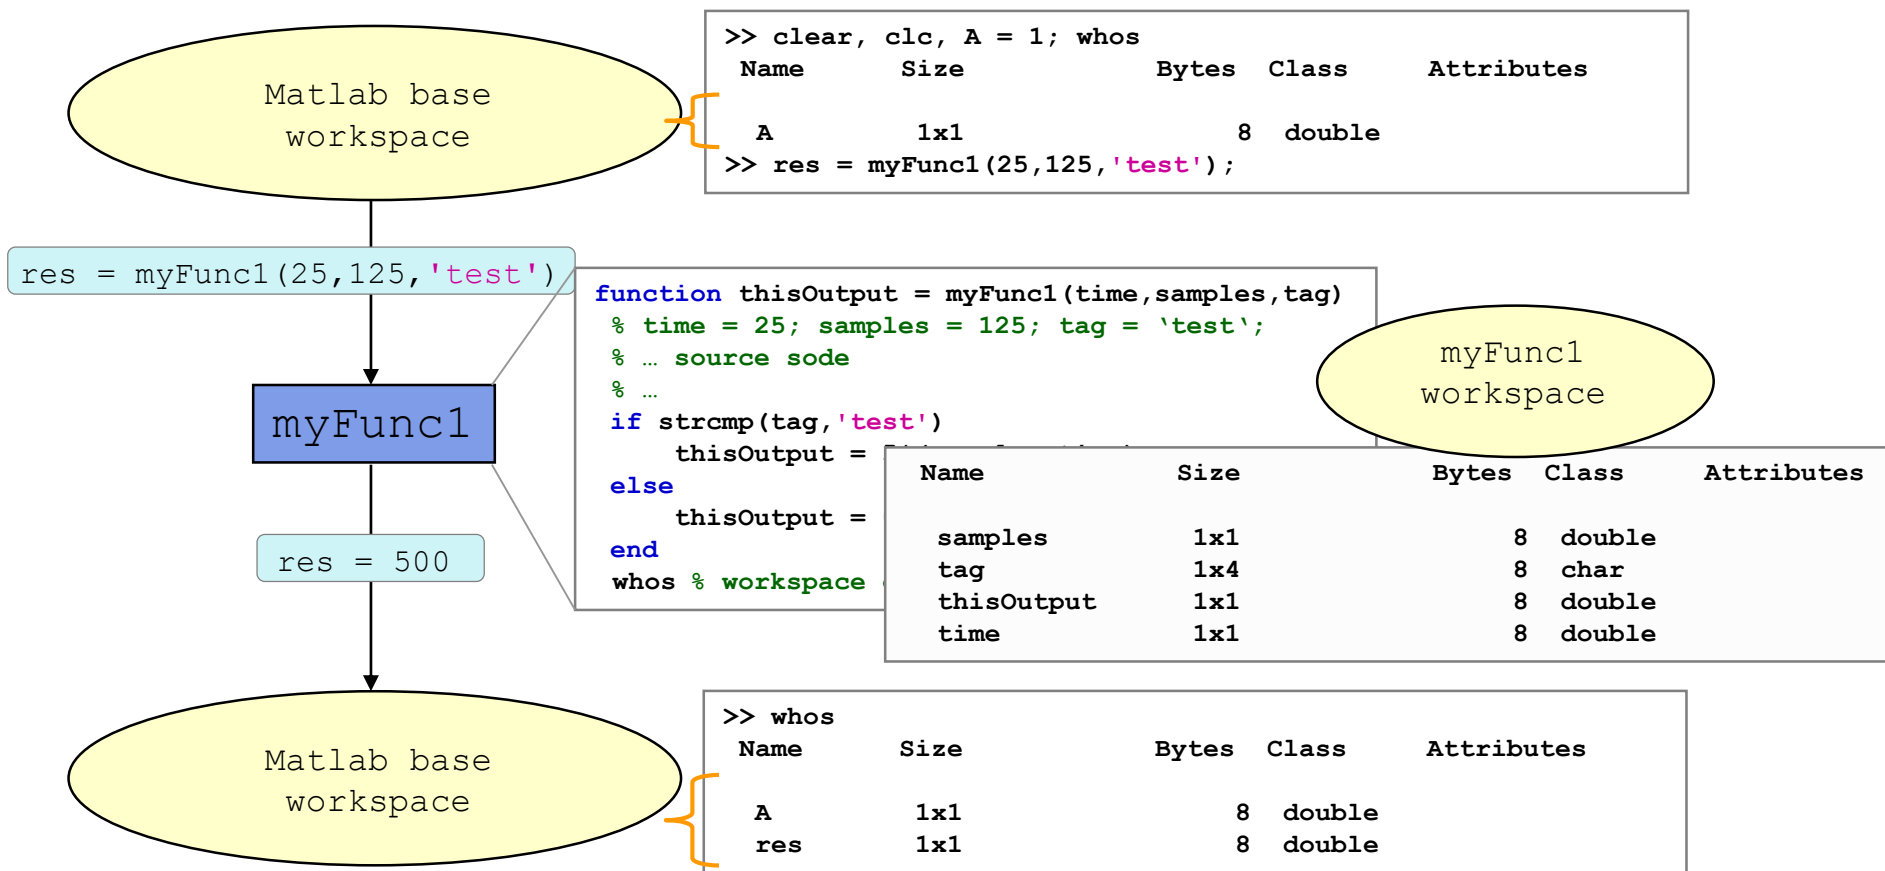 Matlab base
workspace
>> clear, clc, A = 1; whos
Name Size Bytes Class Attributes
A 1x1 8 double
>> res = myFunc1(25,125,'test');
res = myFunc1(25,125,'test')
function thisOutput = myFunc1(time,samples,tag)
% time = 25; samples = 125; tag = ‘test‘;
% … source sode
% …
if strcmp(tag,'test')
thisOutput =
else
thisOutput =
end
whos % workspace
myFunc1
workspace
Name Size Bytes Class Attributes
samples 1x1 8 double
tag 1x4 8 char
thisOutput 1x1 8 double
time 1x1 8 double
myFunc1
res = 500
Matlab base
workspace
>> whos
Name Size Bytes Class Attributes
A 1x1 8 double
res 1x1 8 double